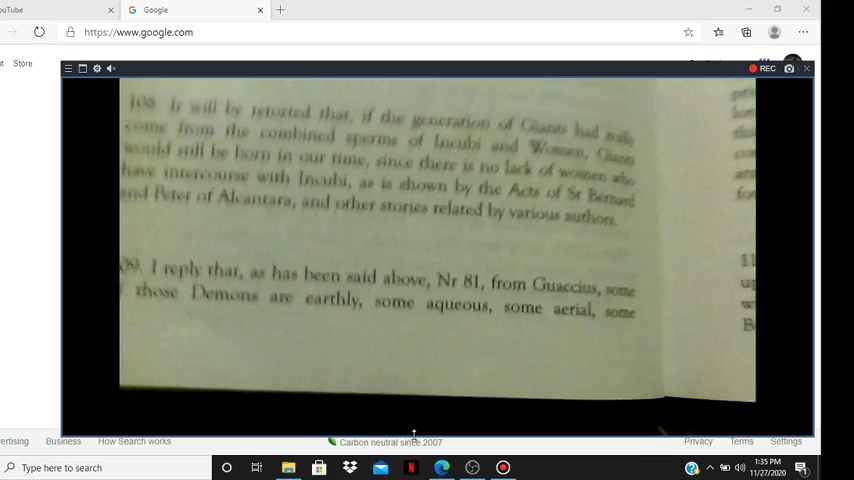 YouTube
Google
https://www.google.com
Store
REC
108. It will be retorted that, if the generation of Giants had really
come from the combined sperms of Incubi and Women, Giants
would still be born in our time, since there is no lack of women who
have intercourse with Incubi, as is shown by the Acts of St Bernard
and Peter of Alcantara, and other stories related by various authors.
09. I reply that, as has been said above, Nr 81, from Guaccius, some
those Demons are earthly, some aqueous, some aerial, some
ertising Business How Search works Carbon neutral since 2007 Privacy Terms Settings
Type here to search
1:35 PM
11/27/2020